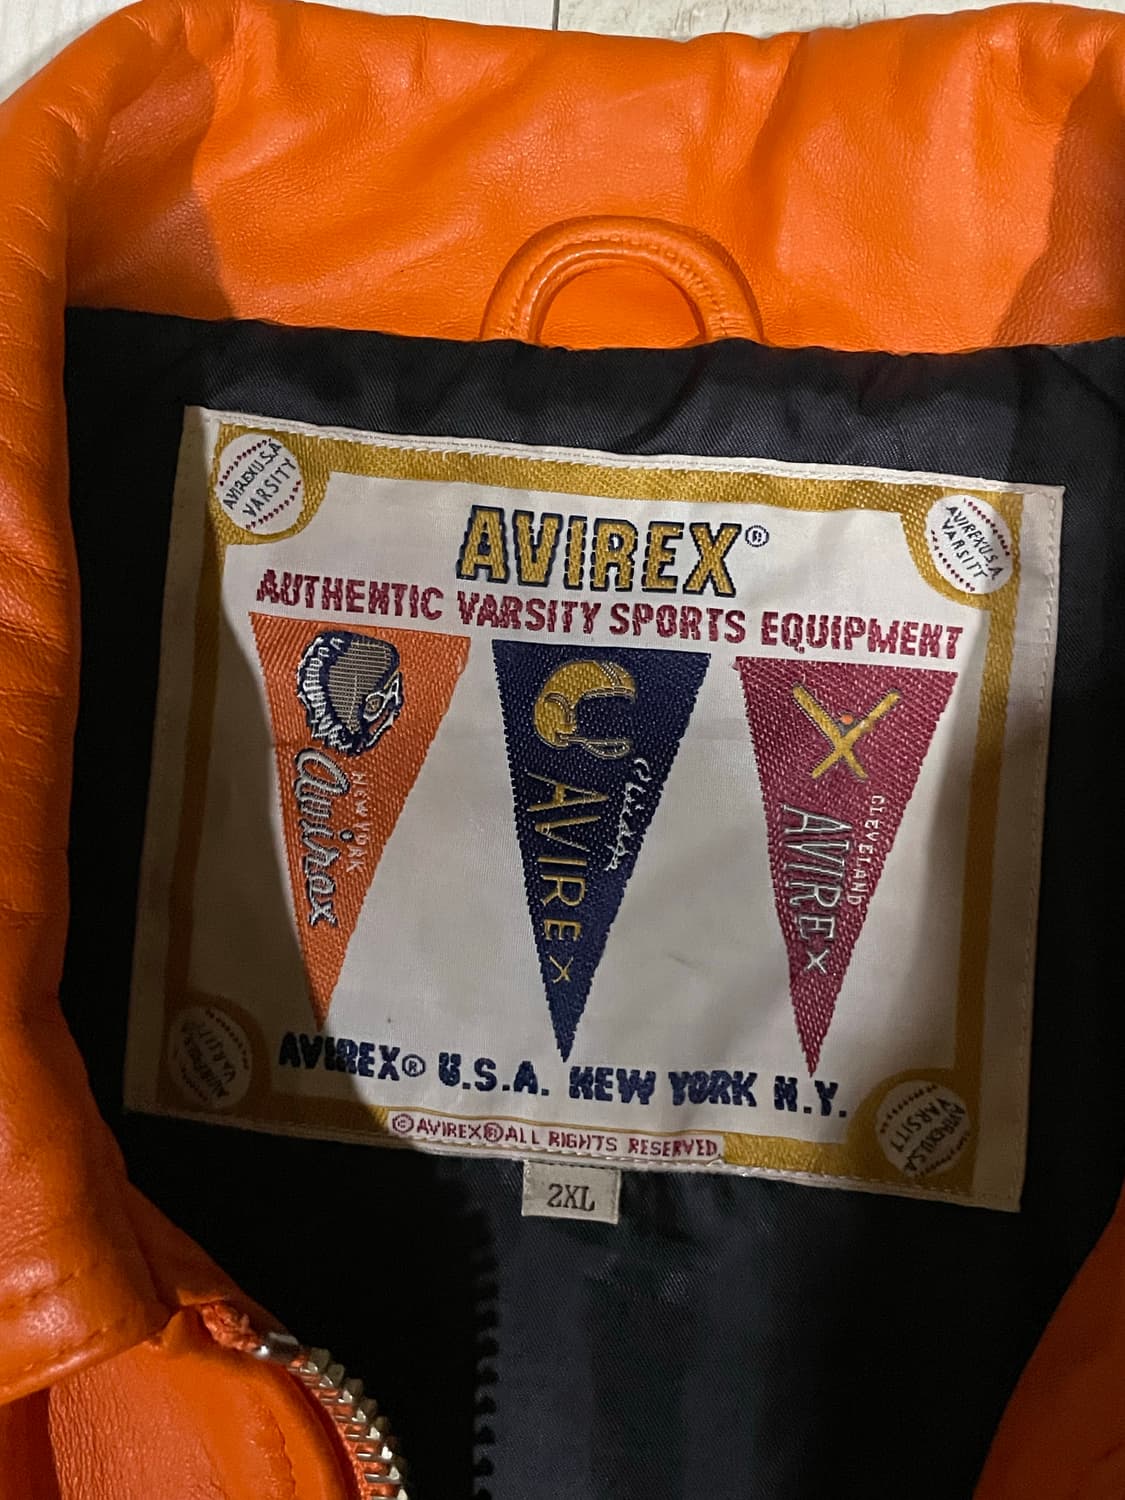 AVIREX U.S.A
VARSITY
AVIREX U.S.A
VARSITY
AVIREX®
AUTHENTIC VARSITY SPORTS EQUIPMENT
NEW YORK
Avirex
Chicago
AVIREX
CLEVELAND
AVIREX
AVIREX® U.S.A. NEW YORK N.Y.
AVIREX U.S.A
VARSITY
AVIREX U.S.A
VARSITY
© AVIREX® ALL RIGHTS RESERVED.
2XL